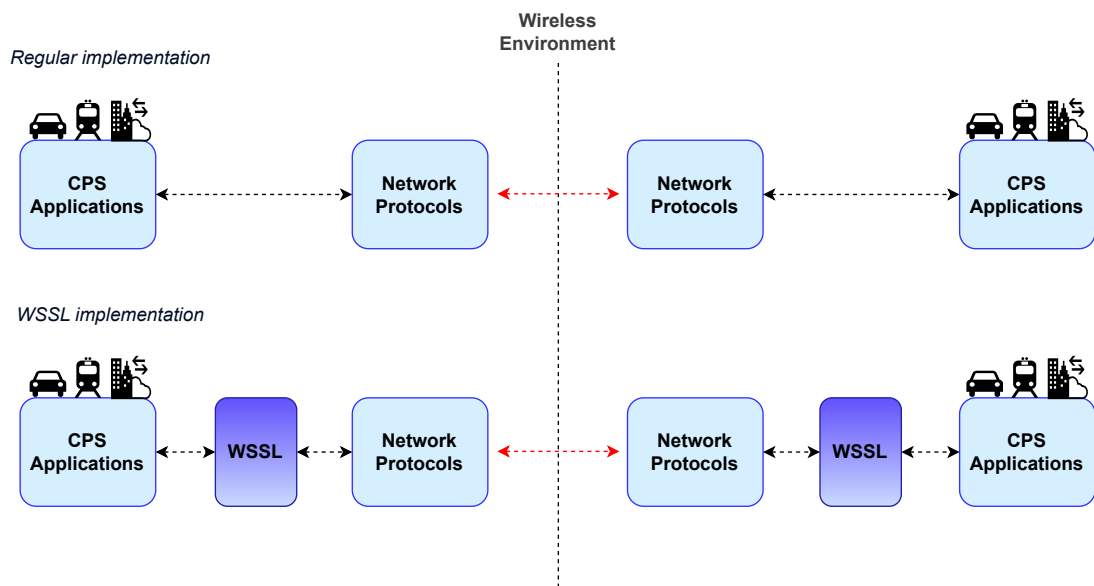 Wireless
Environment
Regular implementation
CPS
Applications
Network
Protocols
Network
Protocols
CPS
Applications
WSSL implementation
CPS
Applications
WSSL
Network
Protocols
Network
Protocols
WSSL
CPS
Applications